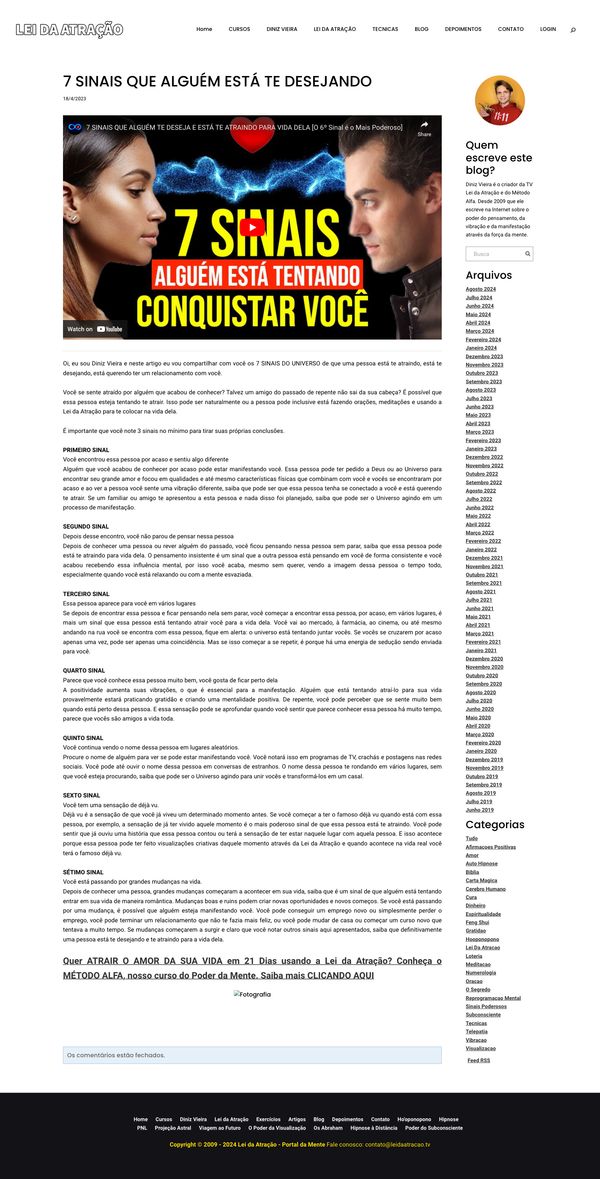 LEI DA ATRAÇÃO
Home CURSOS DINIZ VIEIRA LEI DA ATRAÇÃO TECNICAS BLOG DEPOIMENTOS CONTATO LOGIN
7 SINAIS QUE ALGUÉM ESTÁ TE DESEJANDO
18/4/2023
7 SINAIS QUE ALGUÉM TE DESEJA E ESTÁ TE ATRAINDO PARA VIDA DELA [O 6º Sinal é o Mais Poderoso]
Share
7 SINAIS
ALGUÉM ESTÁ TENTANDO
CONQUISTAR VOCÊ
Watch on YouTube
Oi, eu sou Diniz Vieira e neste artigo eu vou compartilhar com você os 7 SINAIS DO UNIVERSO de que uma pessoa está te atraindo, está te
desejando, está querendo ter um relacionamento com você.
Você se sente atraído por alguém que acabou de conhecer? Talvez um amigo do passado de repente não sai da sua cabeça? É possível que
essa pessoa esteja tentando te atrair. Isso pode ser naturalmente ou a pessoa pode inclusive está fazendo orações, meditações e usando a
Lei da Atração para te colocar na vida dela.
É importante que você note 3 sinais no mínimo para tirar suas próprias conclusões.
PRIMEIRO SINAL
Você encontrou essa pessoa por acaso e sentiu algo diferente
Alguém que você acabou de conhecer por acaso pode estar manifestando você. Essa pessoa pode ter pedido a Deus ou ao Universo para
encontrar seu grande amor e focou em qualidades e até mesmo características físicas que combinam com você e vocês se encontraram por
acaso e ao ver a pessoa você sente uma vibração diferente, saiba que pode ser que essa pessoa tenha se conectado a você e está querendo
te atrair. Se um familiar ou amigo te apresentou a esta pessoa e nada disso foi planejado, saiba que pode ser o Universo agindo em um
processo de manifestação.
SEGUNDO SINAL
Depois desse encontro, você não parou de pensar nessa pessoa
Depois de conhecer uma pessoa ou rever alguém do passado, você ficou pensando nessa pessoa sem parar, saiba que essa pessoa pode
está te atraindo para vida dela. O pensamento insistente é um sinal que a outra pessoa está pensando em você de forma consistente e você
acabou recebendo essa influência mental, por isso você acaba, mesmo sem querer, vendo a imagem dessa pessoa o tempo todo,
especialmente quando você está relaxando ou com a mente esvaziada.
TERCEIRO SINAL
Essa pessoa aparece para você em vários lugares
Se depois de encontrar essa pessoa e ficar pensando nela sem parar, você começar a encontrar essa pessoa, por acaso, em vários lugares, é
mais um sinal que essa pessoa está tentando atrair você para a vida dela. Você vai ao mercado, à farmácia, ao cinema, ou até mesmo
andando na rua você se encontra com essa pessoa, fique em alerta: o universo está tentando juntar vocês. Se vocês se cruzarem por acaso
apenas uma vez, pode ser apenas uma coincidência. Mas se isso começar a se repetir, é porque há uma energia de sedução sendo enviada
para você.
QUARTO SINAL
Parece que você conhece essa pessoa muito bem, você gosta de ficar perto dela
A positividade aumenta suas vibrações, o que é essencial para a manifestação. Alguém que está tentando atraí-lo para sua vida
provavelmente estará praticando gratidão e criando uma mentalidade positiva. De repente, você pode perceber que se sente muito bem
quando está perto dessa pessoa. E essa sensação pode se aprofundar quando você sentir que parece conhecer essa pessoa há muito tempo,
parece que vocês são amigos a vida toda.
QUINTO SINAL
Você continua vendo o nome dessa pessoa em lugares aleatórios.
Procure o nome de alguém para ver se pode estar manifestando você. Você notará isso em programas de TV, crachás e postagens nas redes
sociais. Você pode até ouvir o nome dessa pessoa em conversas de estranhos. O nome dessa pessoa te rondando em vários lugares, sem
que você esteja procurando, saiba que pode ser o Universo agindo para unir vocês e transformá-los em um casal.
SEXTO SINAL
Você tem uma sensação de déjà vu.
Déjà vu é a sensação de que você já viveu um determinado momento antes. Se você começar a ter o famoso déjà vu quando está com essa
pessoa, por exemplo, a sensação de já ter vivido aquele momento é o mais poderoso sinal de que essa pessoa está te atraindo. Você pode
sentir que já ouviu uma história que essa pessoa contou ou terá a sensação de ter estar naquele lugar com aquela pessoa. E isso acontece
porque essa pessoa pode ter feito visualizações criativas daquele momento através da Lei da Atração e quando acontece na vida real você
terá o famoso déjà vu.
SÉTIMO SINAL
Você está passando por grandes mudanças na vida.
Depois de conhecer uma pessoa, grandes mudanças começaram a acontecer em sua vida, saiba que é um sinal de que alguém está tentando
entrar em sua vida de maneira romântica. Mudanças boas e ruins podem criar novas oportunidades e novos começos. Se você está passando
por uma mudança, é possível que alguém esteja manifestando você. Você pode conseguir um emprego novo ou simplesmente perder o
emprego, você pode terminar um relacionamento que não te fazia mais feliz, ou você pode mudar de casa ou começar um curso novo que
tentava a muito tempo. Se mudanças começarem a surgir e claro que você notar outros sinais aqui apresentados, saiba que definitivamente
uma pessoa está te desejando e te atraindo para a vida dela.
Quer ATRAIR O AMOR DA SUA VIDA em 21 Dias usando a Lei da Atração? Conheça o
MÉTODO ALFA, nosso curso do Poder da Mente. Saiba mais CLICANDO AQUI
Fotografia
Os comentários estão fechados.
11:11
Quem
escreve este
blog?
Diniz Vieira é o criador da TV
Lei da Atração e do Método
Alfa. Desde 2009 que ele
escreve na Internet sobre o
poder do pensamento, da
vibração e da manifestação
através da força da mente.
Busca
Arquivos
Agosto 2024
Julho 2024
Junho 2024
Maio 2024
Abril 2024
Março 2024
Fevereiro 2024
Janeiro 2024
Dezembro 2023
Novembro 2023
Outubro 2023
Setembro 2023
Agosto 2023
Julho 2023
Junho 2023
Maio 2023
Abril 2023
Março 2023
Fevereiro 2023
Janeiro 2023
Dezembro 2022
Novembro 2022
Outubro 2022
Setembro 2022
Agosto 2022
Julho 2022
Junho 2022
Maio 2022
Abril 2022
Março 2022
Fevereiro 2022
Janeiro 2022
Dezembro 2021
Novembro 2021
Outubro 2021
Setembro 2021
Agosto 2021
Julho 2021
Junho 2021
Maio 2021
Abril 2021
Março 2021
Fevereiro 2021
Janeiro 2021
Dezembro 2020
Novembro 2020
Outubro 2020
Setembro 2020
Agosto 2020
Julho 2020
Junho 2020
Maio 2020
Abril 2020
Março 2020
Fevereiro 2020
Janeiro 2020
Dezembro 2019
Novembro 2019
Outubro 2019
Setembro 2019
Agosto 2019
Julho 2019
Junho 2019
Categorias
Tudo
Afirmacoes Positivas
Amor
Auto Hipnose
Biblia
Carta Magica
Cerebro Humano
Cura
Dinheiro
Espiritualidade
Feng Shui
Gratidao
Hooponopono
Lei Da Atracao
Loteria
Meditacao
Numerologia
Oracao
O Segredo
Reprogramacao Mental
Sinais Poderosos
Subconsciente
Tecnicas
Telepatia
Vibracao
Visualizacao
Feed RSS
Home Cursos Diniz Vieira Lei da Atração Exercícios Artigos Blog Depoimentos Contato Ho'oponopono Hipnose
PNL Projeção Astral Viagem ao Futuro O Poder da Visualização Os Abraham Hipnose à Distância Poder do Subconsciente
Copyright © 2009 - 2024 Lei da Atração - Portal da Mente Fale conosco: contato@leidaatracao.tv